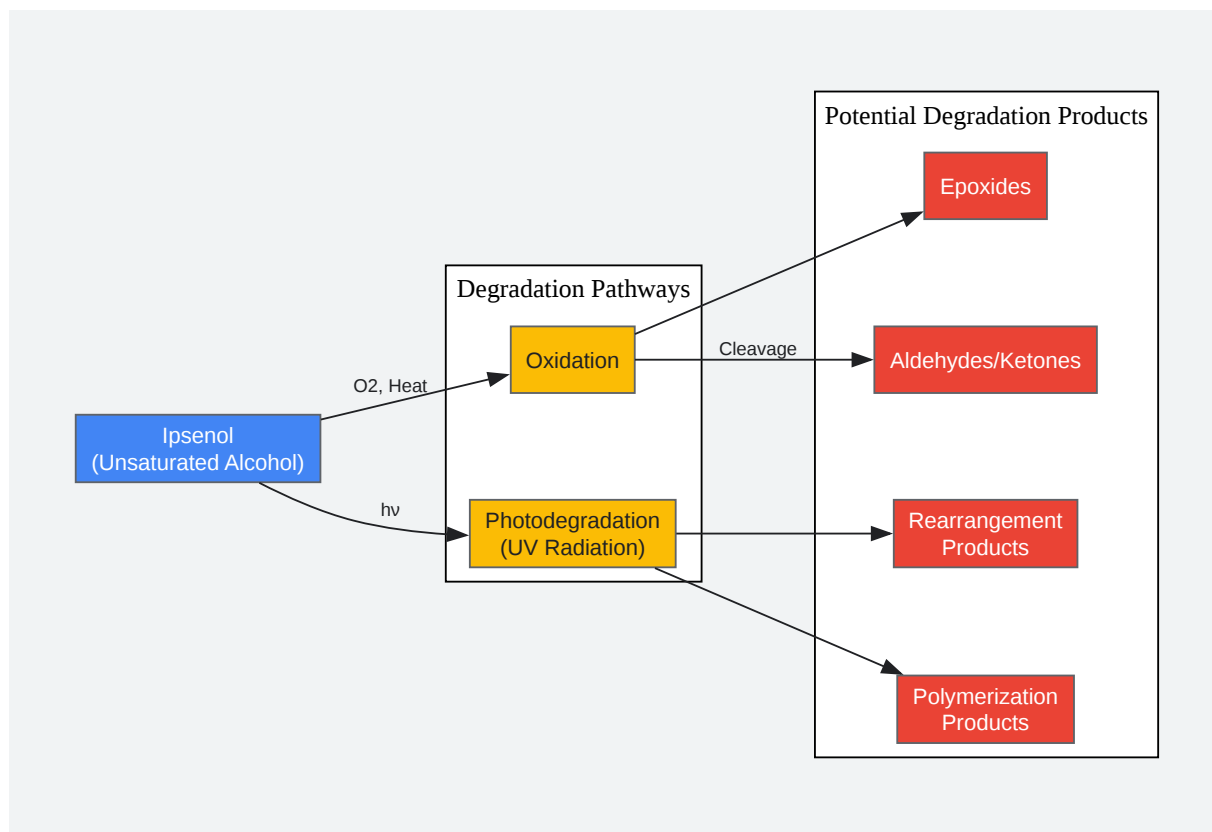 Potential Degradation Products
Epoxides
Degradation Pathways
Oxidation
Cleavage
Aldehydes/Ketones
O2, Heat
Ipsenol
(Unsaturated Alcohol)
hν
Photodegradation
(UV Radiation)
Rearrangement
Products
Polymerization
Products